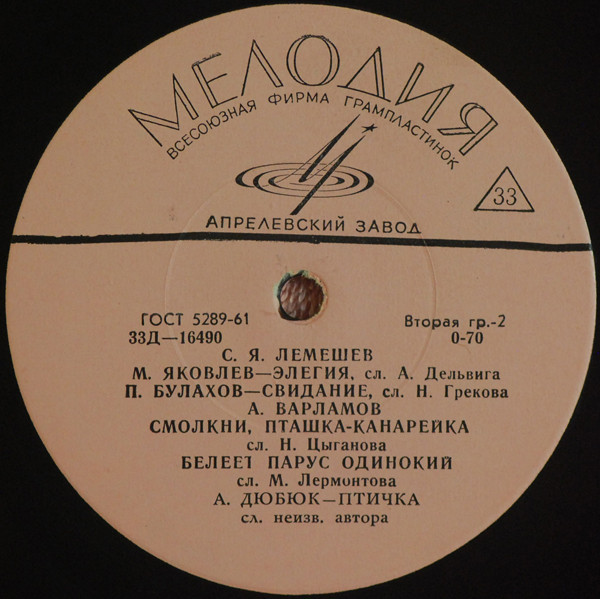 МЕЛОДИЯ
ВСЕСОЮЗНАЯ ФИРМА ГРАМПЛАСТИНОК
33
АПРЕЛЕВСКИЙ ЗАВОД
ГОСТ 5289-61 Вторая гр.-2
33Д—16490 0-70
С. Я. ЛЕМЕШЕВ
М. ЯКОВЛЕВ—ЭЛЕГИЯ, сл. А. Дельвига
П. БУЛАХОВ—СВИДАНИЕ, сл. Н. Грекова
А. ВАРЛАМОВ
СМОЛКНИ, ПТАШКА-КАНАРЕЙКА
сл. Н. Цыганова
БЕЛЕЕТ ПАРУС ОДИНОКИЙ
сл. М. Лермонтова
А. ДЮБЮК—ПТИЧКА
сл. неизв. автора